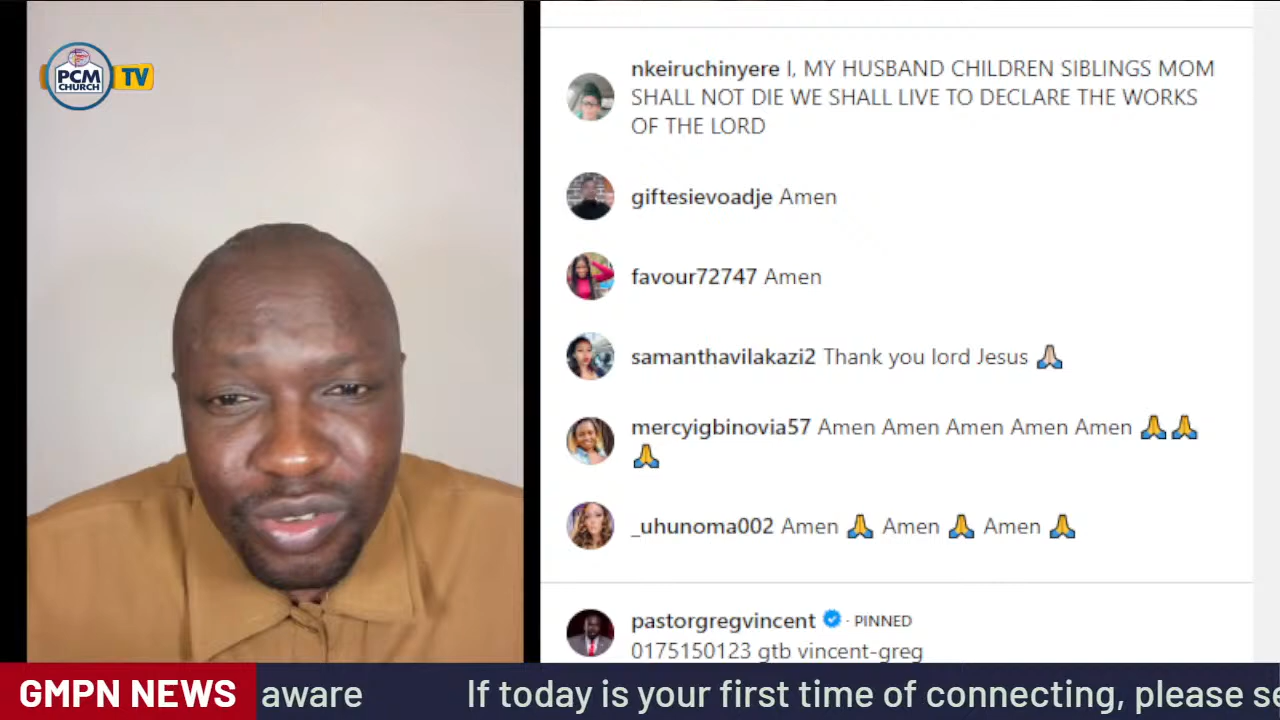 PCM
CHURCH
TV
nkeiruchinyere I, MY HUSBAND CHILDREN SIBLINGS MOM
SHALL NOT DIE WE SHALL LIVE TO DECLARE THE WORKS
OF THE LORD
giftesievoadje Amen
favour72747 Amen
samanthavilakazi2 Thank you lord Jesus 🙏🏻
mercyigbinovia57 Amen Amen Amen Amen Amen 🙏🙏
🙏
_uhunoma002 Amen 🙏 Amen 🙏 Amen 🙏
pastorgregvincent · PINNED
0175150123 gtb vincent-greg
GMPN NEWS aware If today is your first time of connecting, please se